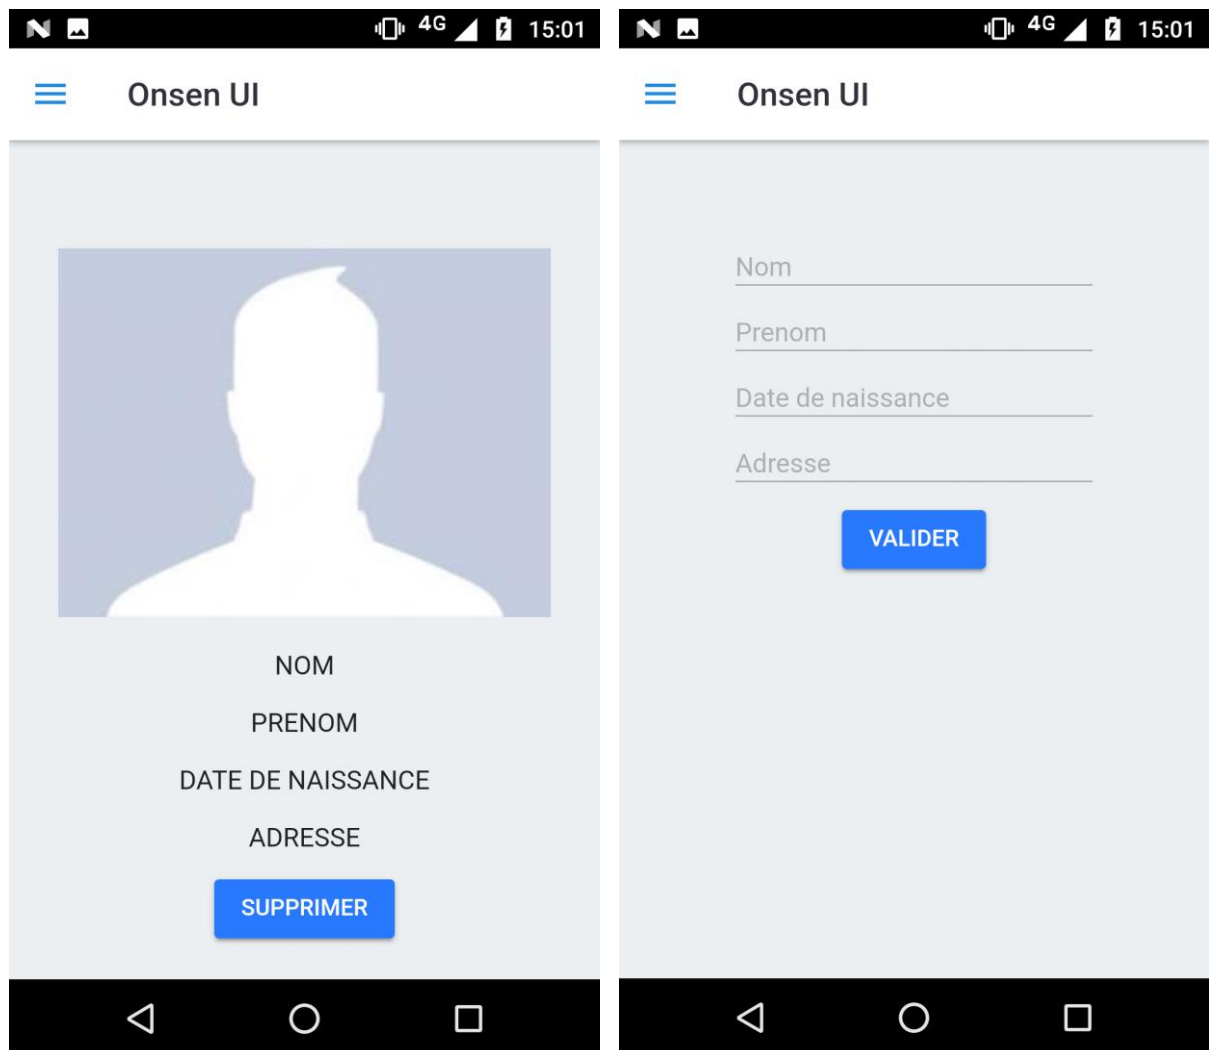 4G 15:01
Onsen UI
NOM
PRENOM
DATE DE NAISSANCE
ADRESSE
SUPPRIMER
4G 15:01
Onsen UI
Nom
Prenom
Date de naissance
Adresse
VALIDER